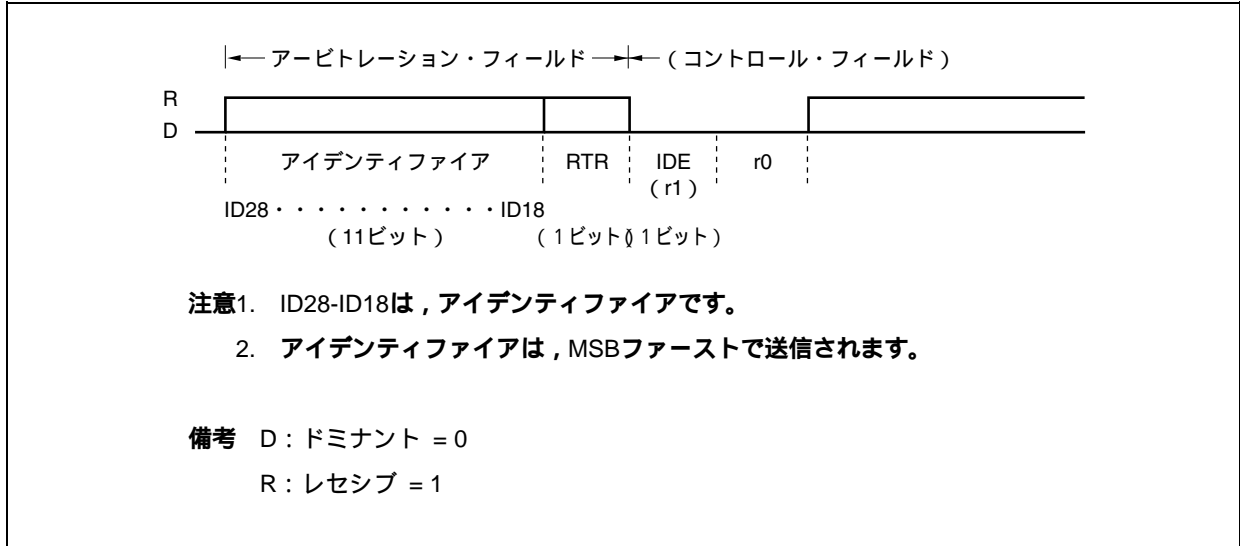 アービトレーション・フィールド (コントロール・フィールド)
R
D
アイデンティファイア RTR IDE r0
(r1)
ID28・・・・・・・・・・・ID18
(11ビット) (1ビット)(1ビット)
注意1. ID28-ID18は,アイデンティファイアです。
2. アイデンティファイアは,MSBファーストで送信されます。
備考 D:ドミナント = 0
R:レセシブ = 1